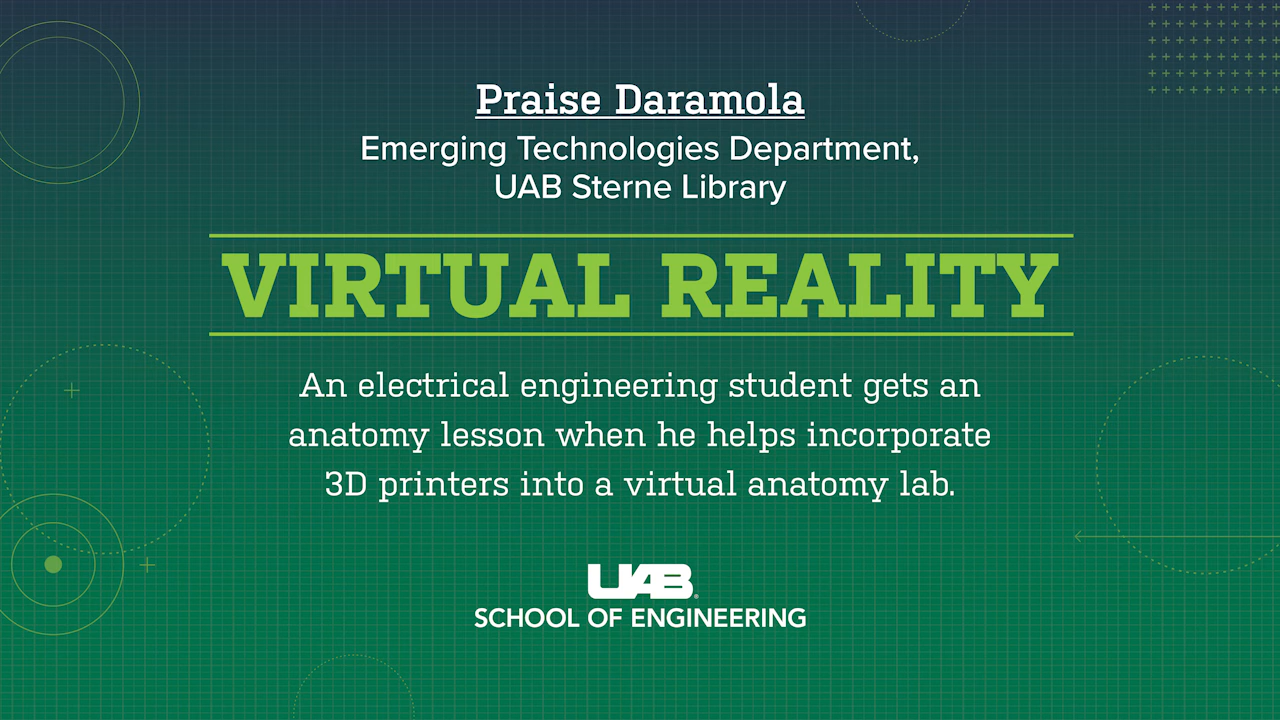 Praise Daramola
Emerging Technologies Department,
UAB Sterne Library
VIRTUAL REALITY
An electrical engineering student gets an
anatomy lesson when he helps incorporate
3D printers into a virtual anatomy lab.
UAB®
SCHOOL OF ENGINEERING